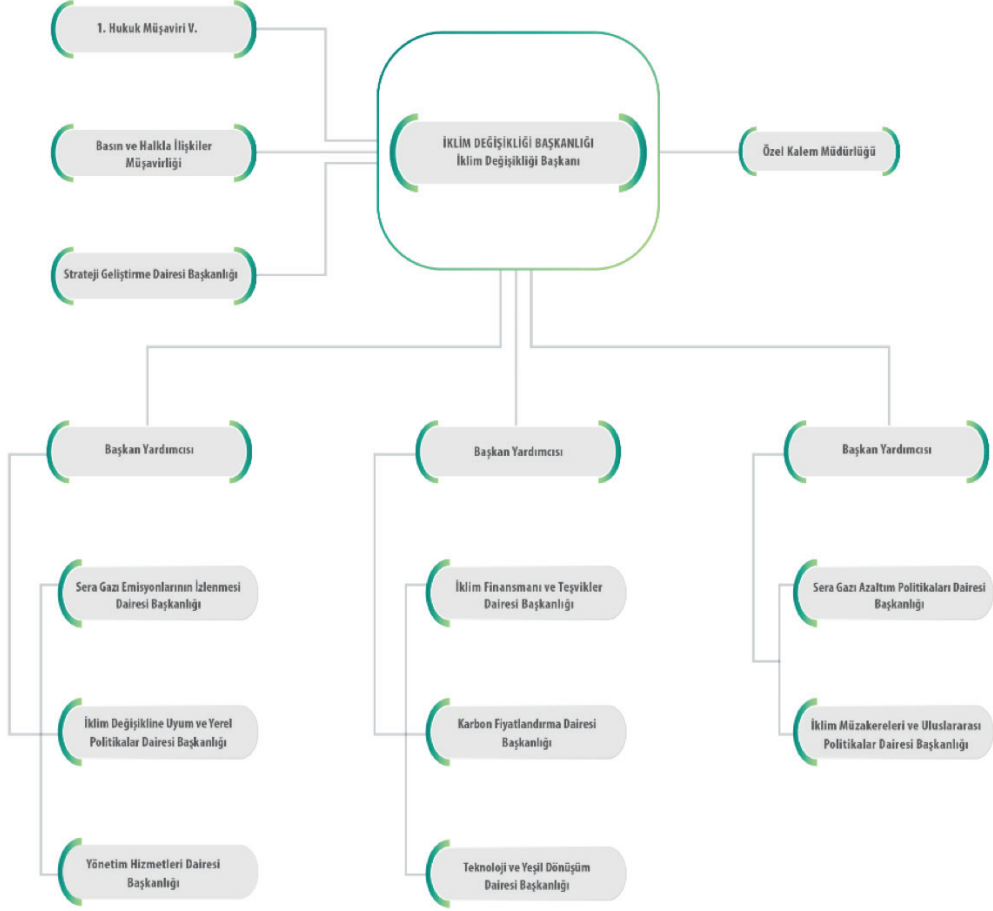 1. Hukuk Müşaviri V.
Basın ve Halkla İlişkiler
Müşavirliği
Strateji Geliştirme Dairesi Başkanlığı
İKLİM DEĞİŞİKLİĞİ BAŞKANLIĞI
İklim Değişikliği Başkanı
Özel Kalem Müdürlüğü
Başkan Yardımcısı
Sera Gazı Emisyonlarının İzlenmesi
Dairesi Başkanlığı
İklim Değişikline Uyum ve Yerel
Politikalar Dairesi Başkanlığı
Yönetim Hizmetleri Dairesi
Başkanlığı
Başkan Yardımcısı
İklim Finansmanı ve Teşvikler
Dairesi Başkanlığı
Karbon Fiyatlandırma Dairesi
Başkanlığı
Teknoloji ve Yeşil Dönüşüm
Dairesi Başkanlığı
Başkan Yardımcısı
Sera Gazı Azaltım Politikaları Dairesi
Başkanlığı
İklim Müzakereleri ve Uluslararası
Politikalar Dairesi Başkanlığı